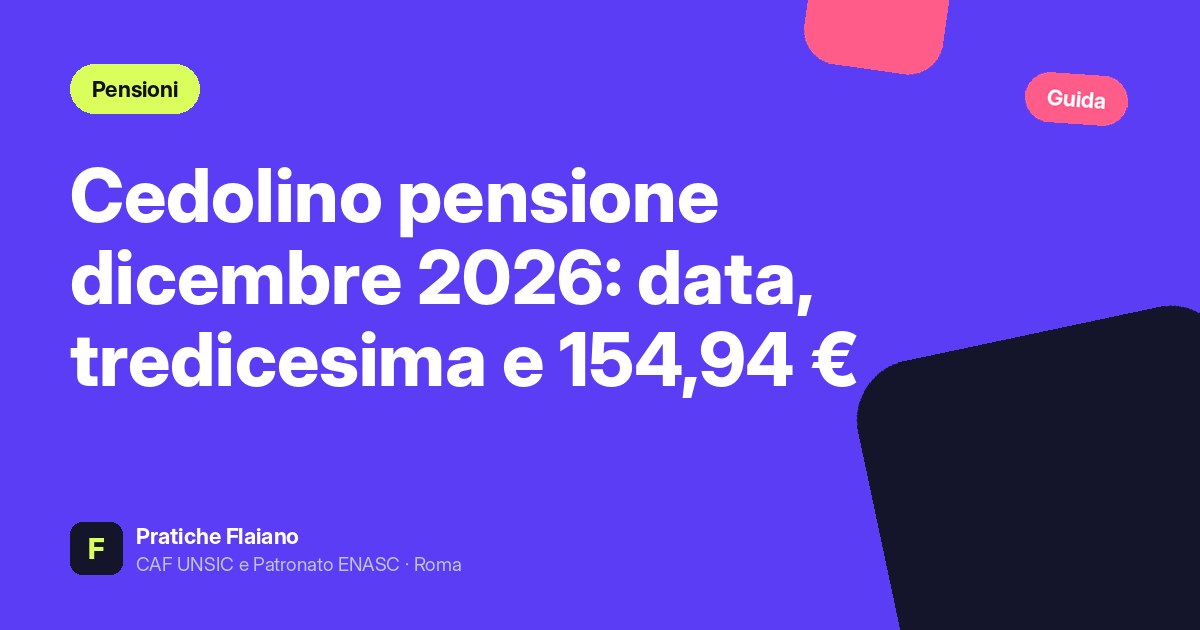 Pensioni
Guida
Cedolino pensione
dicembre 2026: data,
tredicesima e 154,94 €
F
Pratiche Flaiano
CAF UNSIC e Patronato ENASC · Roma